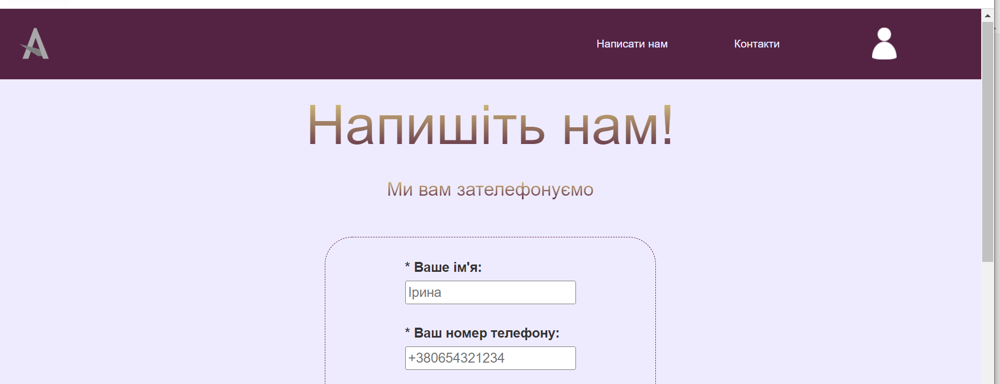 Написати нам
Контакти
Напишіть нам!
Ми вам зателефонуємо
* Ваше ім'я:
Ірина
* Ваш номер телефону:
+380654321234